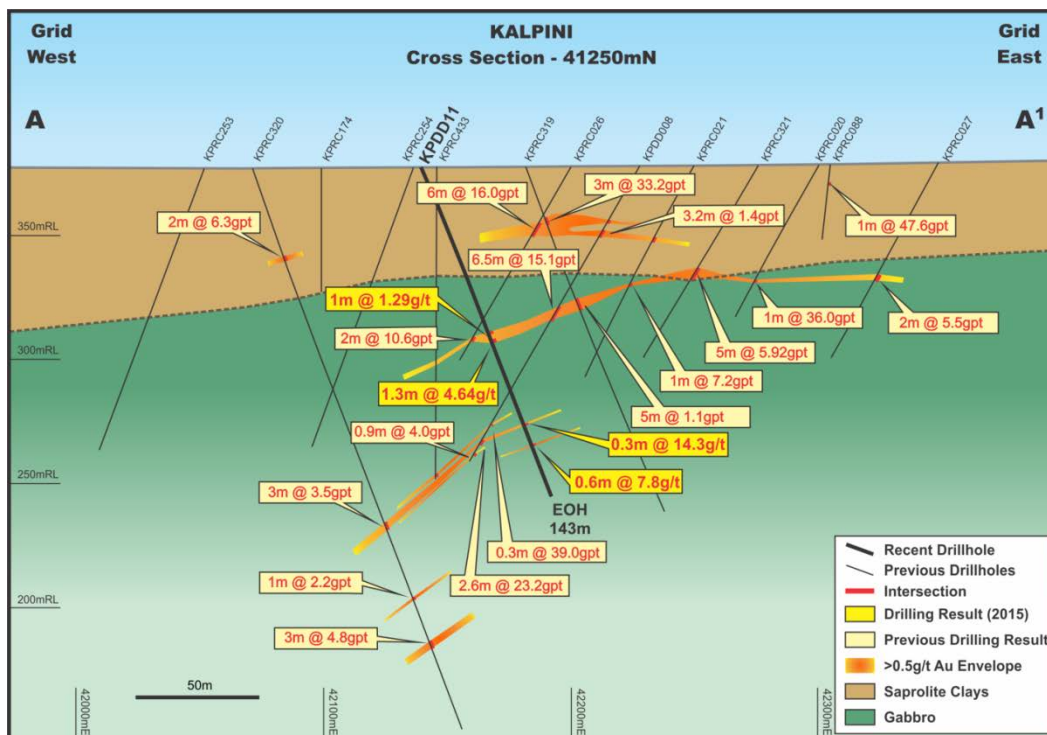 Grid
West
KALPINI
Cross Section - 41250mN
Grid
East
A
A1
KPRC253
KPRC320
KPRC174
KPRC254
KPDD11
KPRC433
KPRC319
KPRC026
KPDD008
KPRC021
KPRC321
KPRC020
KPRC088
KPRC027
6m @ 16.0gpt
3m @ 33.2gpt
2m @ 6.3gpt
3.2m @ 1.4gpt
1m @ 47.6gpt
350mRL
6.5m @ 15.1gpt
1m @ 1.29g/t
1m @ 36.0gpt
2m @ 5.5gpt
2m @ 10.6gpt
5m @ 5.92gpt
300mRL
1m @ 7.2gpt
1.3m @ 4.64g/t
5m @ 1.1gpt
0.9m @ 4.0gpt
0.3m @ 14.3g/t
250mRL
0.6m @ 7.8g/t
3m @ 3.5gpt
EOH
143m
0.3m @ 39.0gpt
1m @ 2.2gpt
2.6m @ 23.2gpt
200mRL
3m @ 4.8gpt
Recent Drillhole
Previous Drillholes
Intersection
Drilling Result (2015)
Previous Drilling Result
>0.5g/t Au Envelope
Saprolite Clays
Gabbro
50m
42000mE
42100mE
42200mE
42300mE